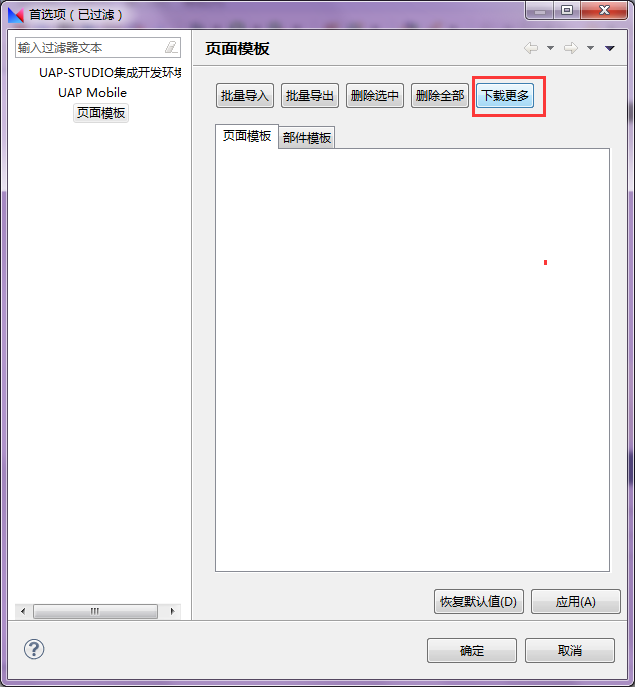 首选项（已过滤）
输入过滤器文本
UAP-STUDIO集成开发环境
UAP Mobile
页面模板
页面模板
批量导入 批量导出 删除选中 删除全部 下载更多
页面模板 部件模板
恢复默认值(D) 应用(A)
确定 取消